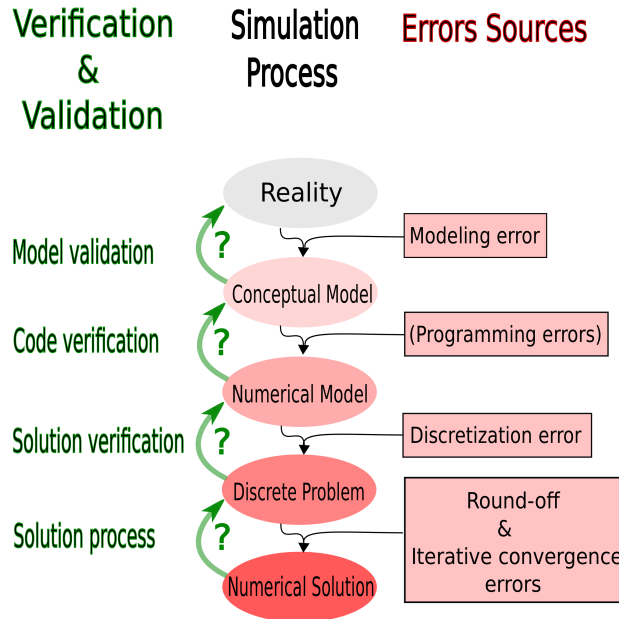 Verification
&
Validation
Simulation
Process
Errors Sources
Reality
Modeling error
Model validation
?
Conceptual Model
(Programming errors)
Code verification
?
Numerical Model
Discretization error
Solution verification
?
Discrete Problem
Round-off
&
Iterative convergence
errors
Solution process
?
Numerical Solution